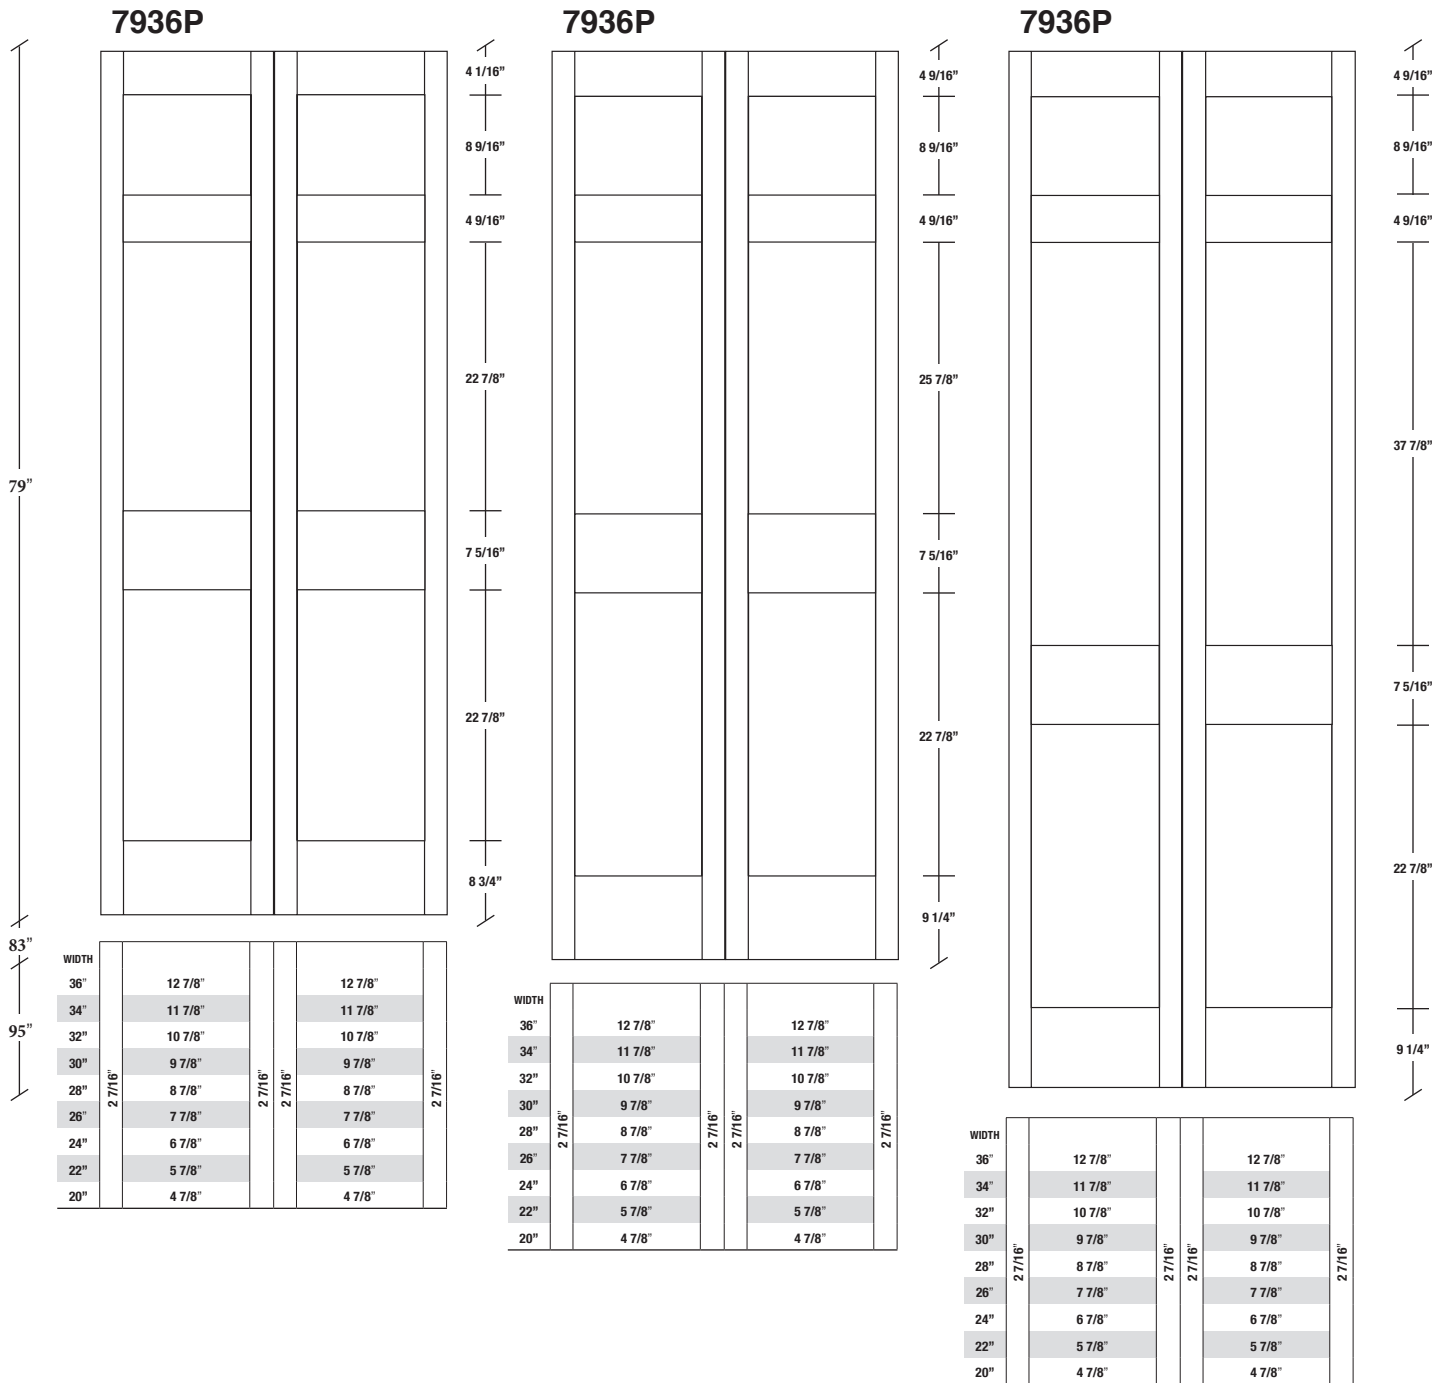 7936P
7936P
7936P
4 1/16”
8 9/16”
4 9/16”
22 7/8”
7 5/16”
22 7/8”
8 3/4”
4 9/16”
8 9/16”
4 9/16”
25 7/8”
7 5/16”
22 7/8”
9 1/4”
4 9/16”
8 9/16”
4 9/16”
37 7/8”
7 5/16”
22 7/8”
9 1/4”
79”
83”
95”
WIDTH
36” 12 7/8” 12 7/8”
34” 11 7/8” 11 7/8”
32” 10 7/8” 10 7/8”
30” 9 7/8” 9 7/8”
28” 8 7/8” 8 7/8”
26” 7 7/8” 7 7/8”
24” 6 7/8” 6 7/8”
22” 5 7/8” 5 7/8”
20” 4 7/8” 4 7/8”
2 7/16”
2 7/16”
2 7/16”
2 7/16”
WIDTH
36” 12 7/8” 12 7/8”
34” 11 7/8” 11 7/8”
32” 10 7/8” 10 7/8”
30” 9 7/8” 9 7/8”
28” 8 7/8” 8 7/8”
26” 7 7/8” 7 7/8”
24” 6 7/8” 6 7/8”
22” 5 7/8” 5 7/8”
20” 4 7/8” 4 7/8”
2 7/16”
2 7/16”
2 7/16”
2 7/16”
WIDTH
36” 12 7/8” 12 7/8”
34” 11 7/8” 11 7/8”
32” 10 7/8” 10 7/8”
30” 9 7/8” 9 7/8”
28” 8 7/8” 8 7/8”
26” 7 7/8” 7 7/8”
24” 6 7/8” 6 7/8”
22” 5 7/8” 5 7/8”
20” 4 7/8” 4 7/8”
2 7/16”
2 7/16”
2 7/16”
2 7/16”